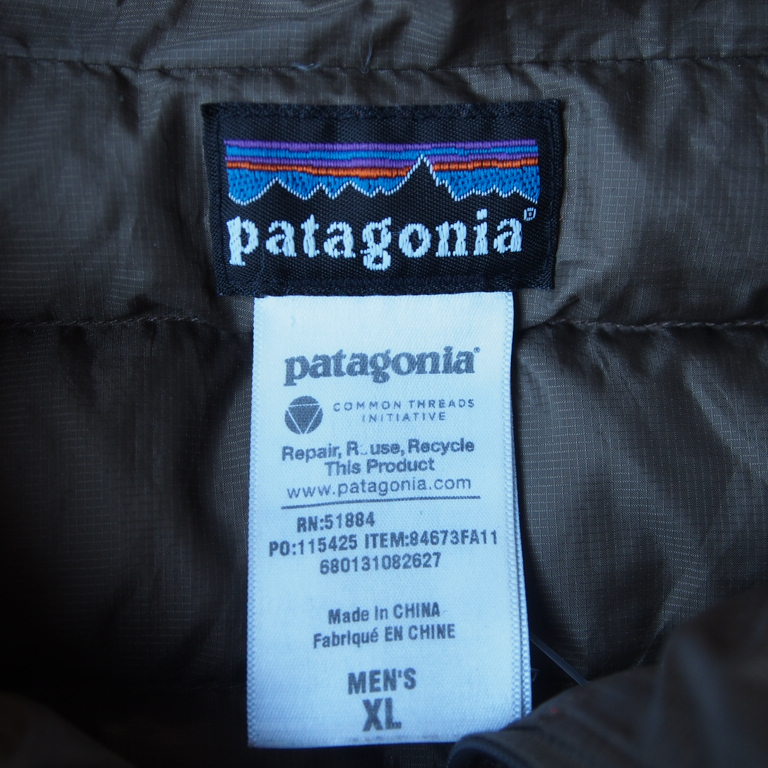 patagonia
patagonia®
COMMON THREADS
INITIATIVE
Repair, R use, Recycle
This Product
www.patagonia.com
RN:51884
PO:115425 ITEM:84673FA11
680131082627
Made in CHINA
Fabriqué EN CHINE
MEN'S
XL